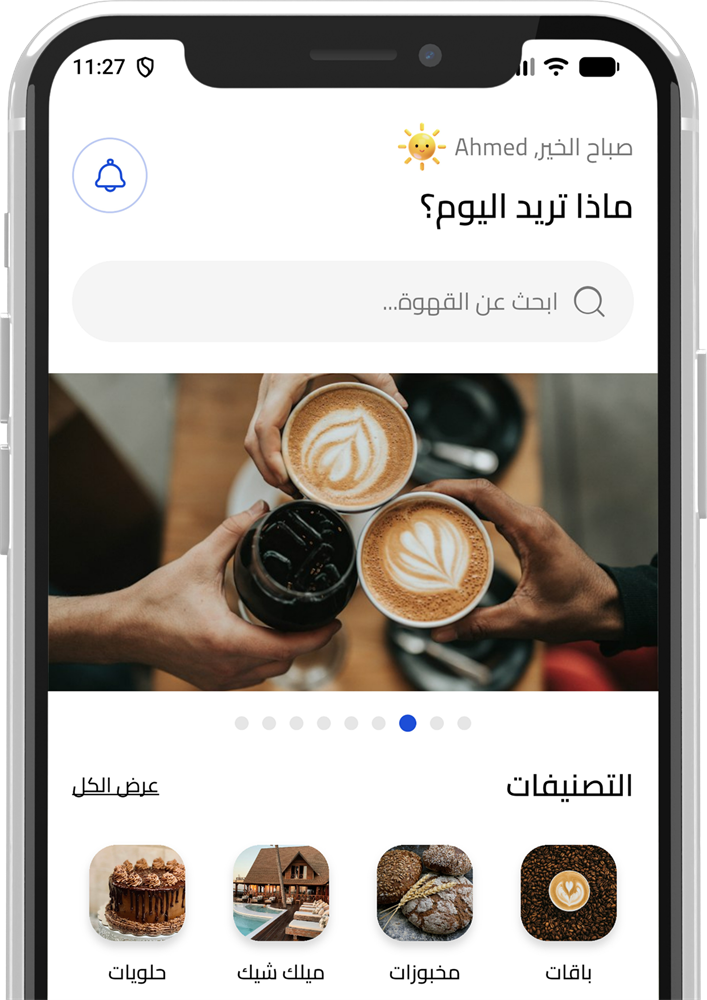 11:27
صباح الخير, Ahmed
ماذا تريد اليوم؟
ابحث عن القهوة...
التصنيفات
عرض الكل
باقات
مخبوزات
ميلك شيك
حلويات